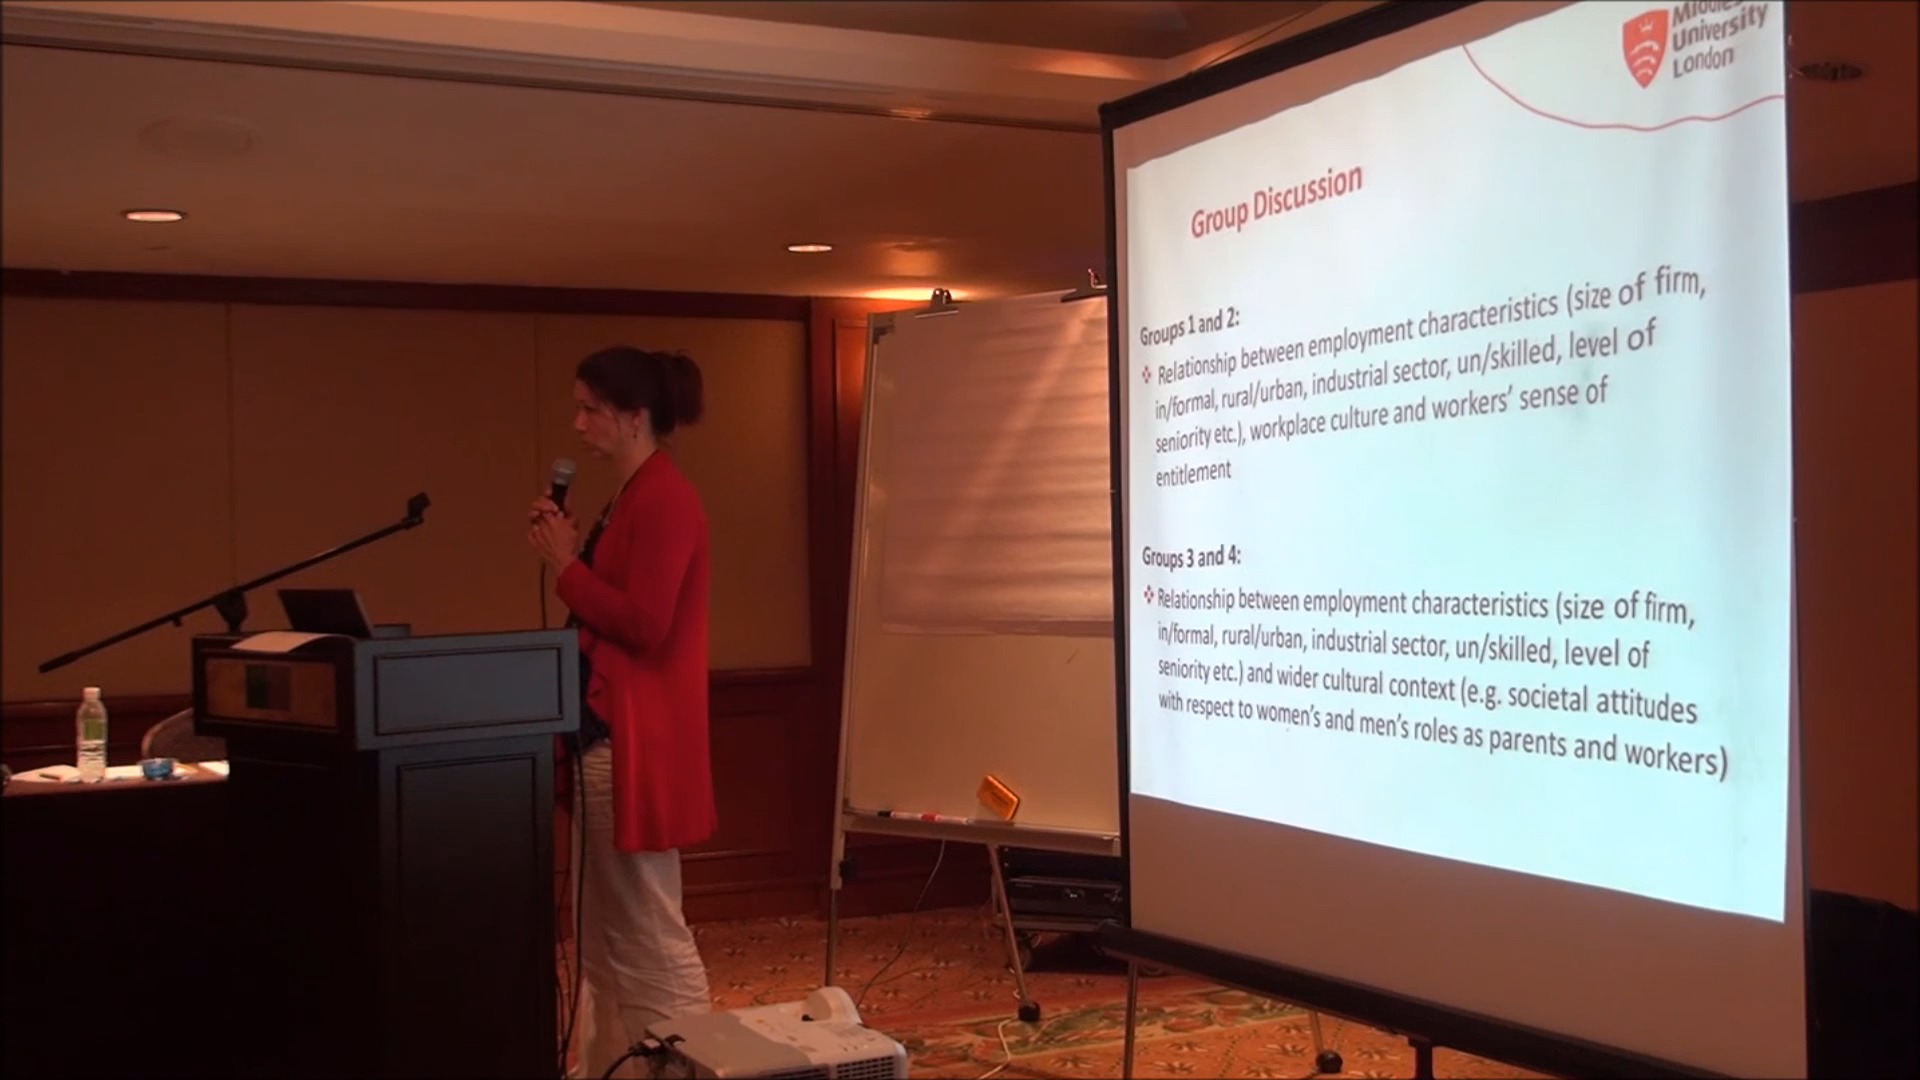 University
London
Group Discussion
Groups 1 and 2:
Relationship between employment characteristics (size of firm,
in/formal, rural/urban, industrial sector, un/skilled, level of
seniority etc.), workplace culture and workers' sense of
entitlement
Groups 3 and 4:
Relationship between employment characteristics (size of firm,
in/formal, rural/urban, industrial sector, un/skilled, level of
seniority etc.) and wider cultural context (e.g. societal attitudes
with respect to women's and men's roles as parents and workers)